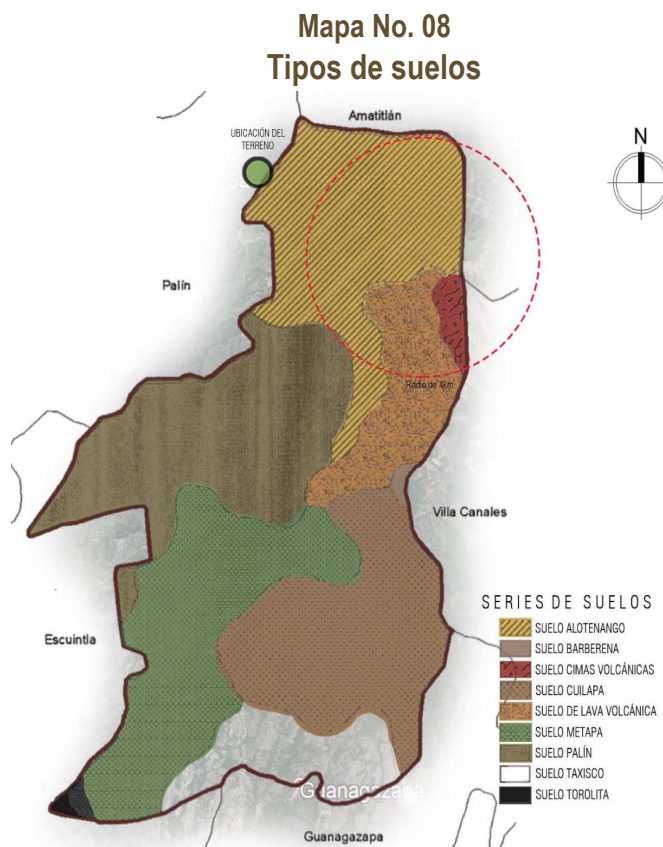 Mapa No. 08
Tipos de suelos
Amatitlán
UBICACIÓN DEL
TERRENO
N
Palín
Radio de 4km
Villa Canales
Escuintla
SERIES DE SUELOS
SUELO ALOTENANGO
SUELO BARBERENA
SUELO CIMAS VOLCÁNICAS
SUELO CUILAPA
SUELO DE LAVA VOLCÁNICA
SUELO METAPA
SUELO PALÍN
SUELO TAXISCO
SUELO TOROLITA
Guanagazapa
Guanagazapa